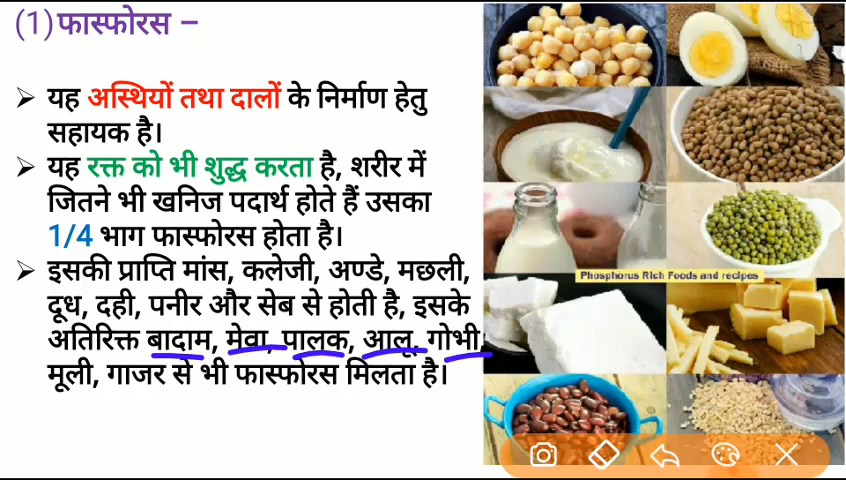 (1) फास्फोरस –
➢ यह अस्थियों तथा दालों के निर्माण हेतु
सहायक है।
➢ यह रक्त को भी शुद्ध करता है, शरीर में
जितने भी खनिज पदार्थ होते हैं उसका
1/4 भाग फास्फोरस होता है।
➢ इसकी प्राप्ति मांस, कलेजी, अण्डे, मछली,
दूध, दही, पनीर और सेब से होती है, इसके
अतिरिक्त बादाम, मेवा, पालक, आलू, गोभी,
मूली, गाजर से भी फास्फोरस मिलता है।
Phosphorus Rich Foods and recipes